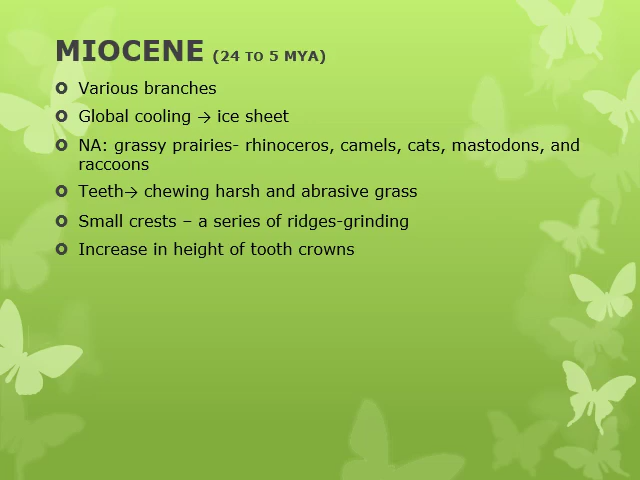 MIOCENE (24 TO 5 MYA)
Various branches
Global cooling → ice sheet
NA: grassy prairies- rhinoceros, camels, cats, mastodons, and
raccoons
Teeth→ chewing harsh and abrasive grass
Small crests – a series of ridges-grinding
Increase in height of tooth crowns